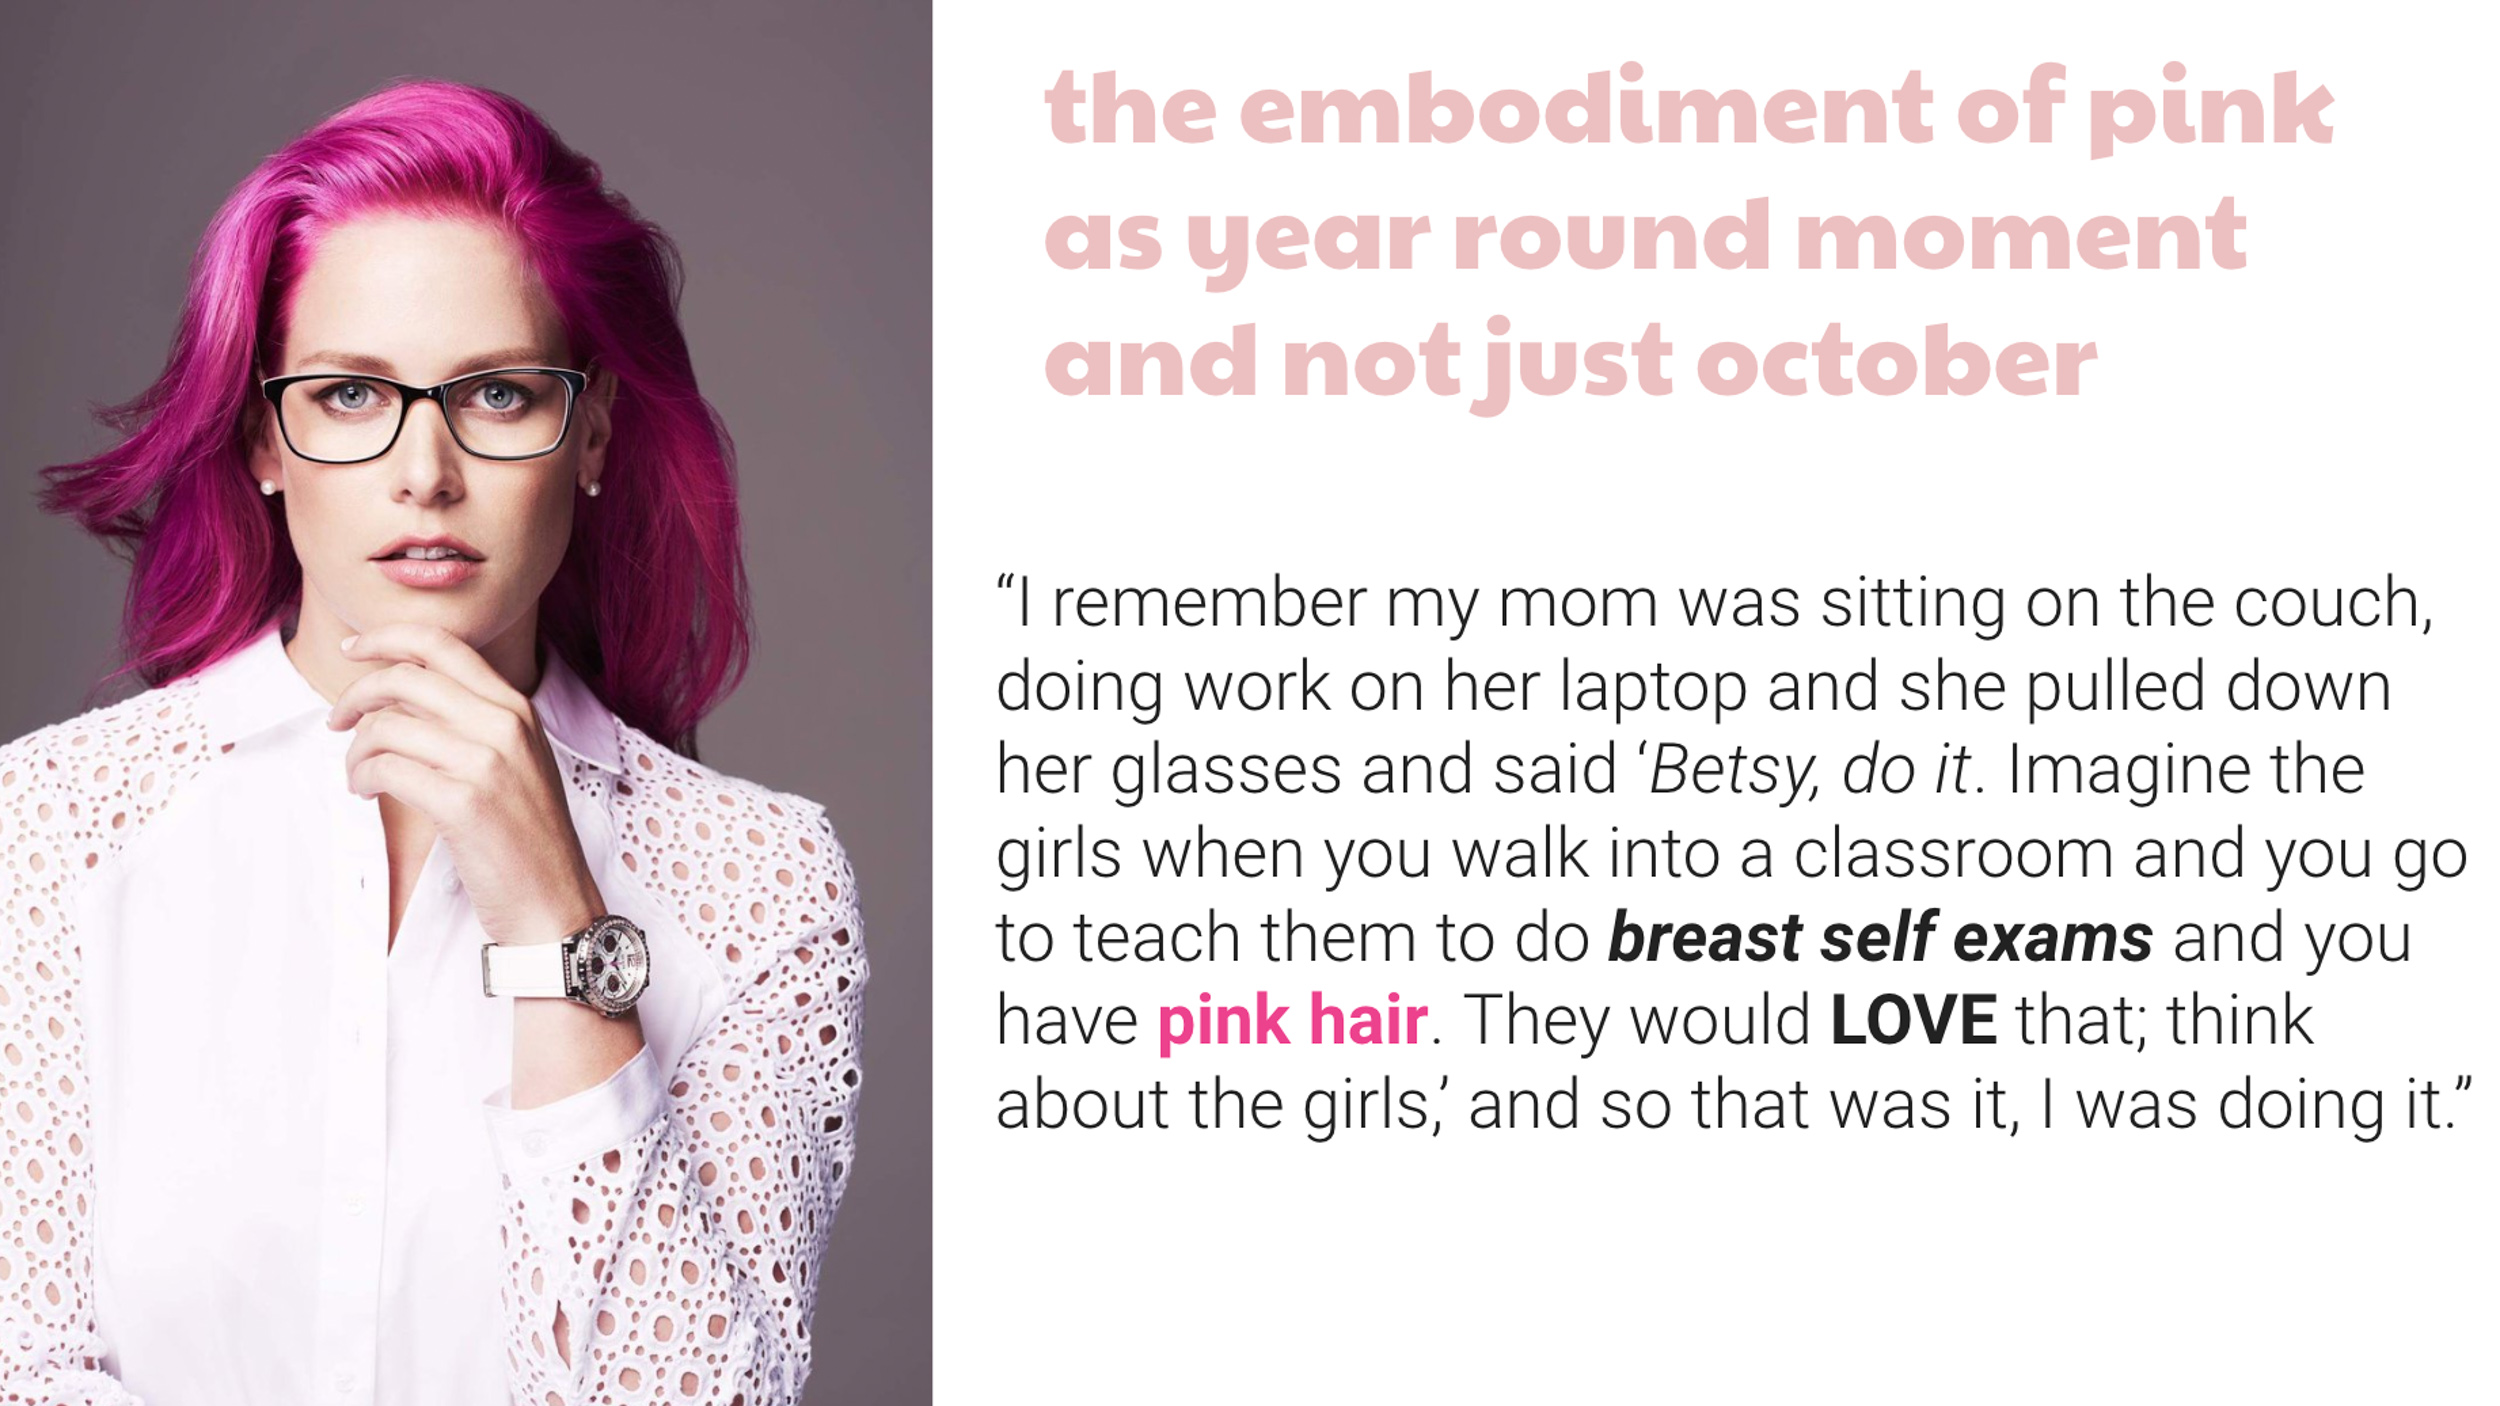 the embodiment of pink
as year round moment
and not just october
“I remember my mom was sitting on the couch,
doing work on her laptop and she pulled down
her glasses and said ‘Betsy, do it. Imagine the
girls when you walk into a classroom and you go
to teach them to do breast self exams and you
have pink hair. They would LOVE that; think
about the girls,’ and so that was it, I was doing it.”